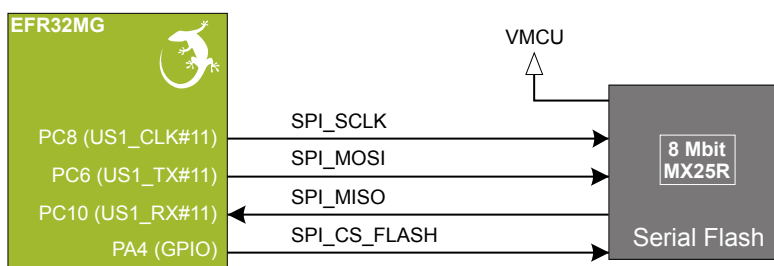 EFR32MG
VMCU
PC8 (US1_CLK#11)
SPI_SCLK
8 Mbit
MX25R
PC6 (US1_TX#11)
SPI_MOSI
PC10 (US1_RX#11)
SPI_MISO
PA4 (GPIO)
SPI_CS_FLASH
Serial Flash